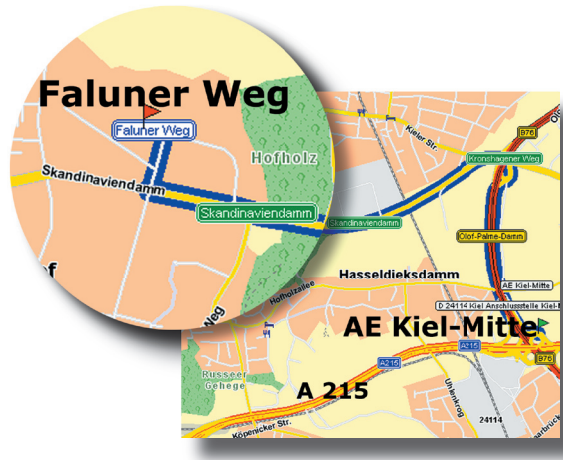 Faluner Weg
Faluner Weg
Hofholz
Skandinaviendamm
Skandinaviendamm
Kieler Str.
B76
Kronshagener Weg
Skandinaviendamm
Olof-Palme-Damm
Hasseldieksdamm
AE Kiel-Mitte
Hofholzallee
D 24114 Kiel Anschlussstelle Kiel-
Weg
AE Kiel-Mitte
A215
A215
B76
Russeer
Gehege
A 215
Uhlenkrog
24114
Köpenicker Str.